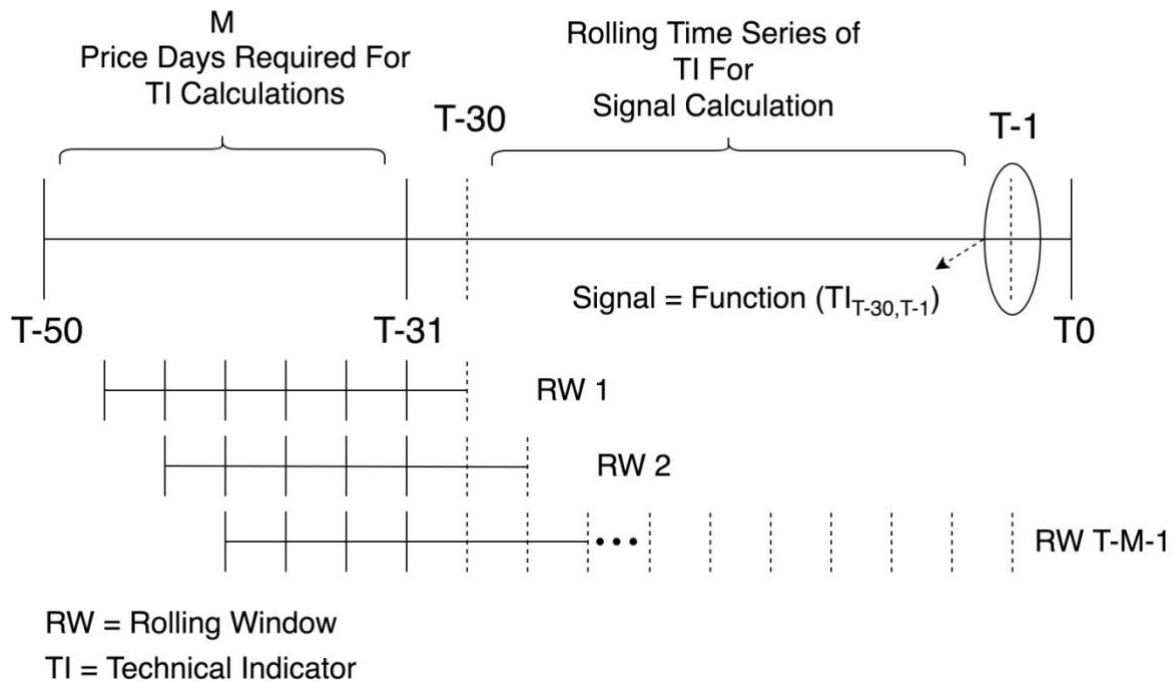 M
Price Days Required For
TI Calculations
Rolling Time Series of
TI For
Signal Calculation
T-30
T-1
Signal = Function (TI_{T-30,T-1})
T-50
T-31
T0
RW 1
RW 2
RW T-M-1
RW = Rolling Window
TI = Technical Indicator